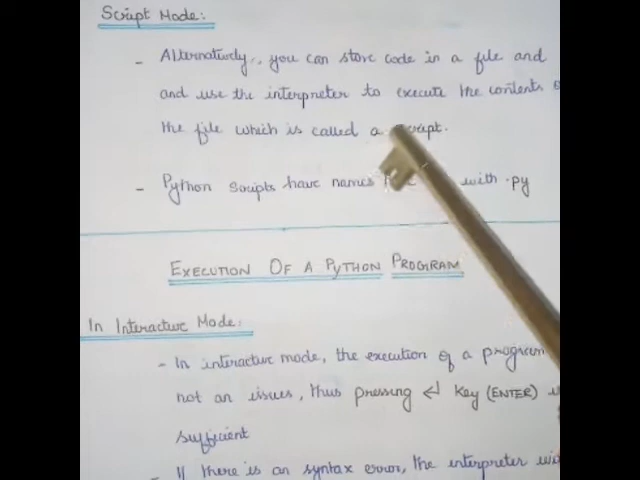 Script Mode:
- Alternatively, you can store code in a file and
and use the interpreter to execute the contents
the file which is called a script.
- Python scripts have names with .py
EXECUTION OF A PYTHON PROGRAM
In Interactive Mode:
- In interactive mode, the execution of a program
not an issues, thus pressing ↵ key (ENTER)
sufficient
- If there is an syntax error, the interpreter